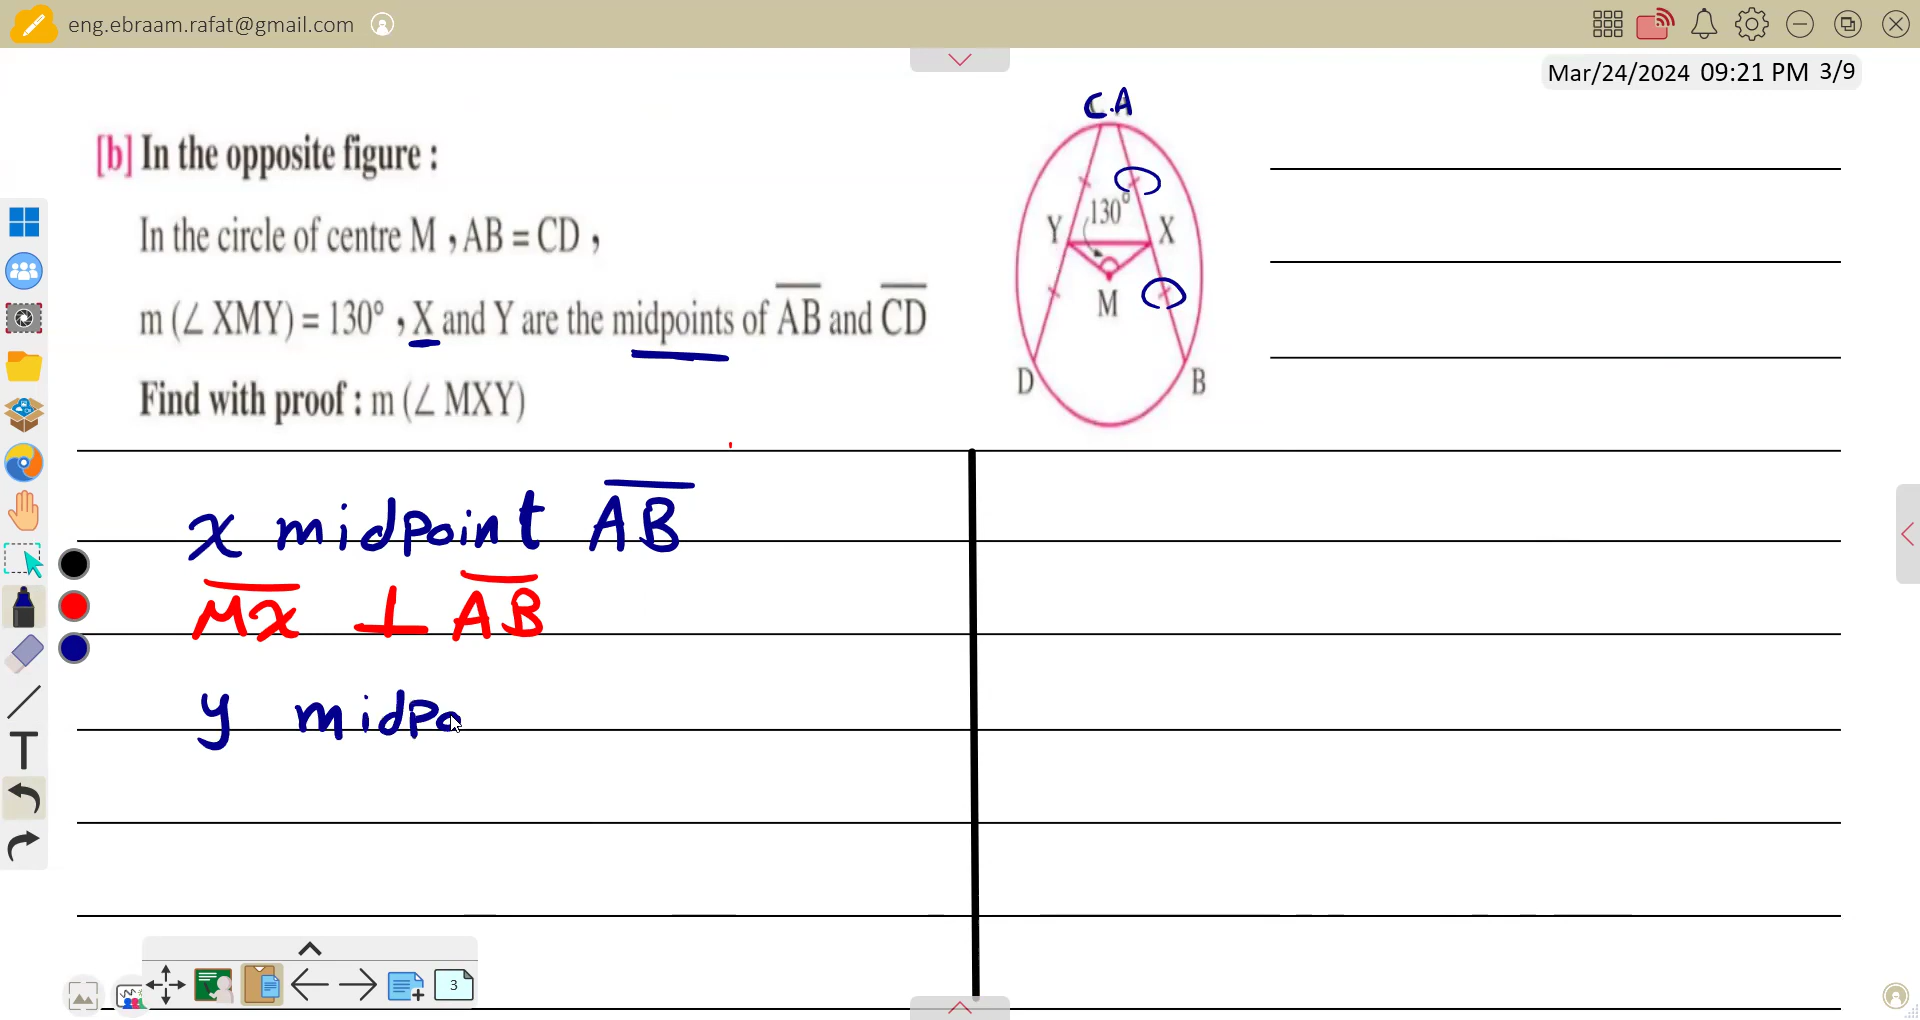 eng.ebraam.rafat@gmail.com
Mar/24/2024 09:21 PM 3/9
[b] In the opposite figure :
In the circle of centre M , AB = CD ,
m (∠ XMY) = 130° , X and Y are the midpoints of AB and CD
Find with proof : m (∠ MXY)
C A
130°
Y X
M
D B
x midpoint AB
MX ⊥ AB
y midpo
T
3